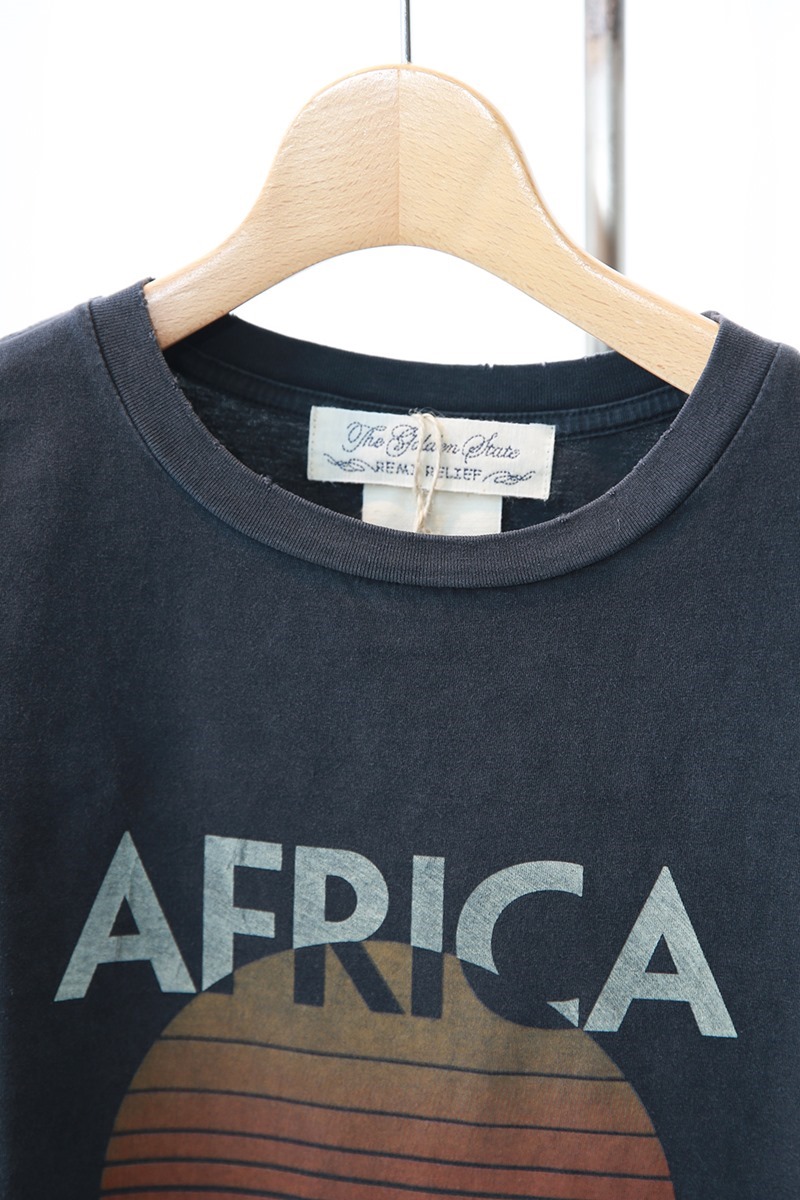 The Golden State
REMI RELIEF
AFRICA